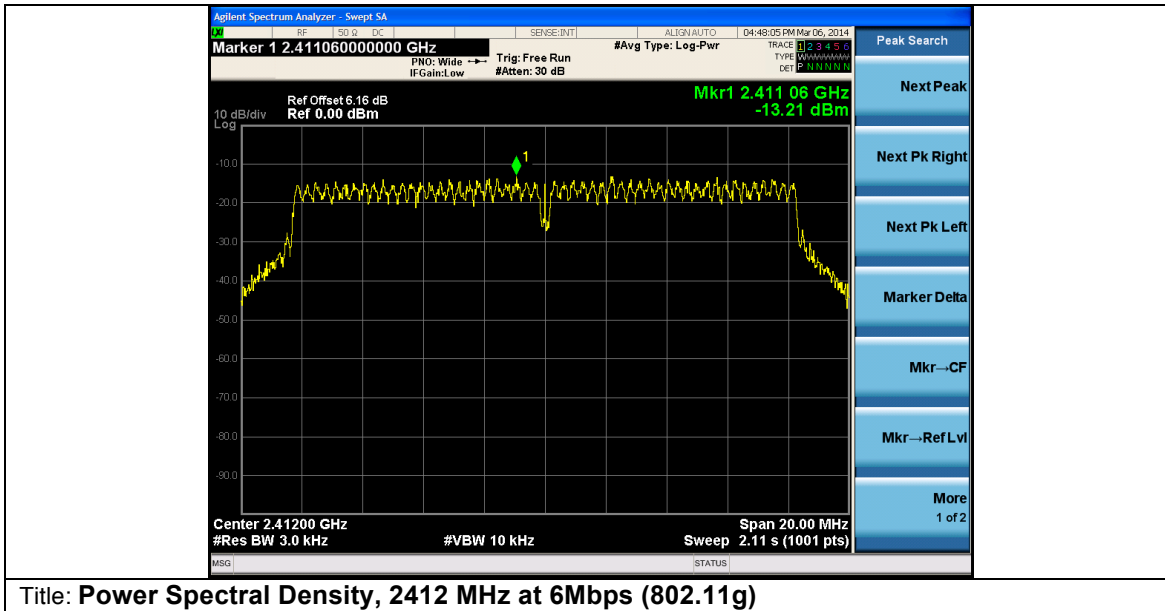 Agilent Spectrum Analyzer - Swept SA
LXI RF 50 Ω DC SENSE:INT ALIGN AUTO 04:48:05 PM Mar 06, 2014
Marker 1 2.411060000000 GHz
PNO: Wide
IFGain:Low
Trig: Free Run
#Atten: 30 dB
#Avg Type: Log-Pwr
TRACE 1 2 3 4 5 6
TYPE WWWWWW
DET P N N N N N
Mkr1 2.411 06 GHz
-13.21 dBm
Ref Offset 6.16 dB
10 dB/div Ref 0.00 dBm
Log
1
-10.0
-20.0
-30.0
-40.0
-50.0
-60.0
-70.0
-80.0
-90.0
Center 2.41200 GHz Span 20.00 MHz
#Res BW 3.0 kHz #VBW 10 kHz Sweep 2.11 s (1001 pts)
MSG STATUS
Peak Search
Next Peak
Next Pk Right
Next Pk Left
Marker Delta
Mkr→CF
Mkr→Ref Lvl
More
1 of 2
Title: Power Spectral Density, 2412 MHz at 6Mbps (802.11g)